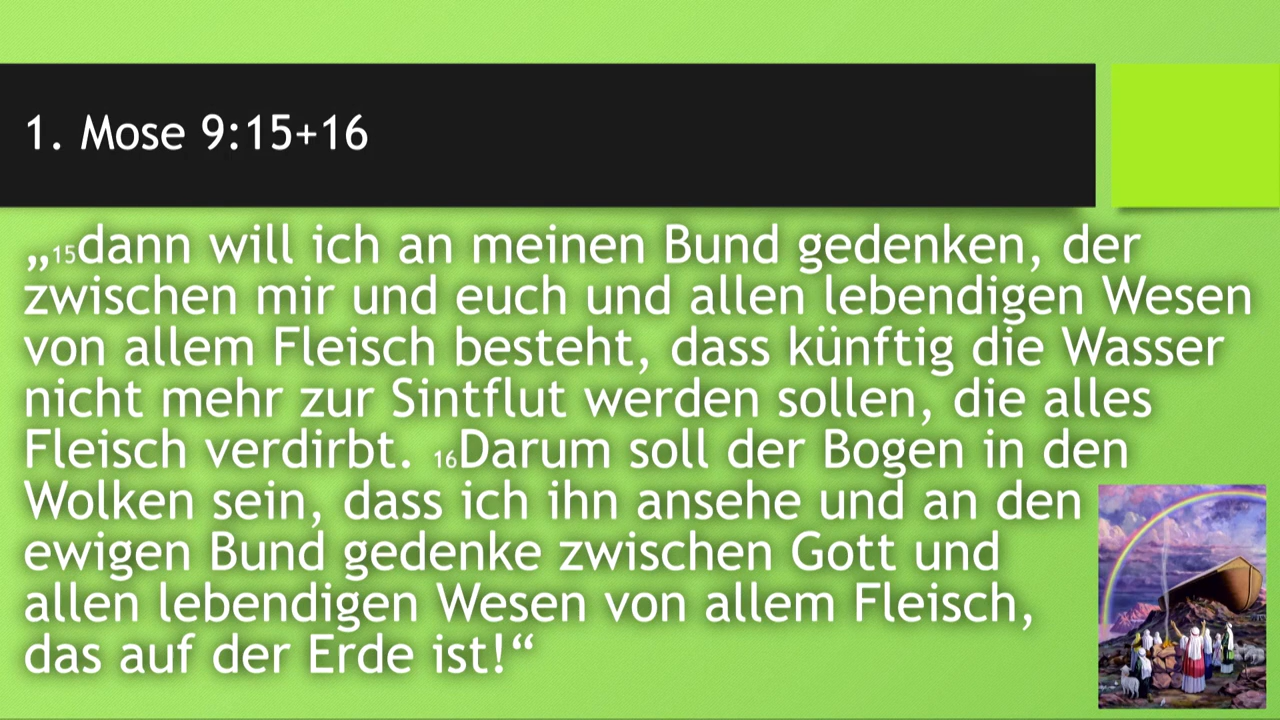 1. Mose 9:15+16
„15dann will ich an meinen Bund gedenken, der
zwischen mir und euch und allen lebendigen Wesen
von allem Fleisch besteht, dass künftig die Wasser
nicht mehr zur Sintflut werden sollen, die alles
Fleisch verdirbt. 16Darum soll der Bogen in den
Wolken sein, dass ich ihn ansehe und an den
ewigen Bund gedenke zwischen Gott und
allen lebendigen Wesen von allem Fleisch,
das auf der Erde ist!“